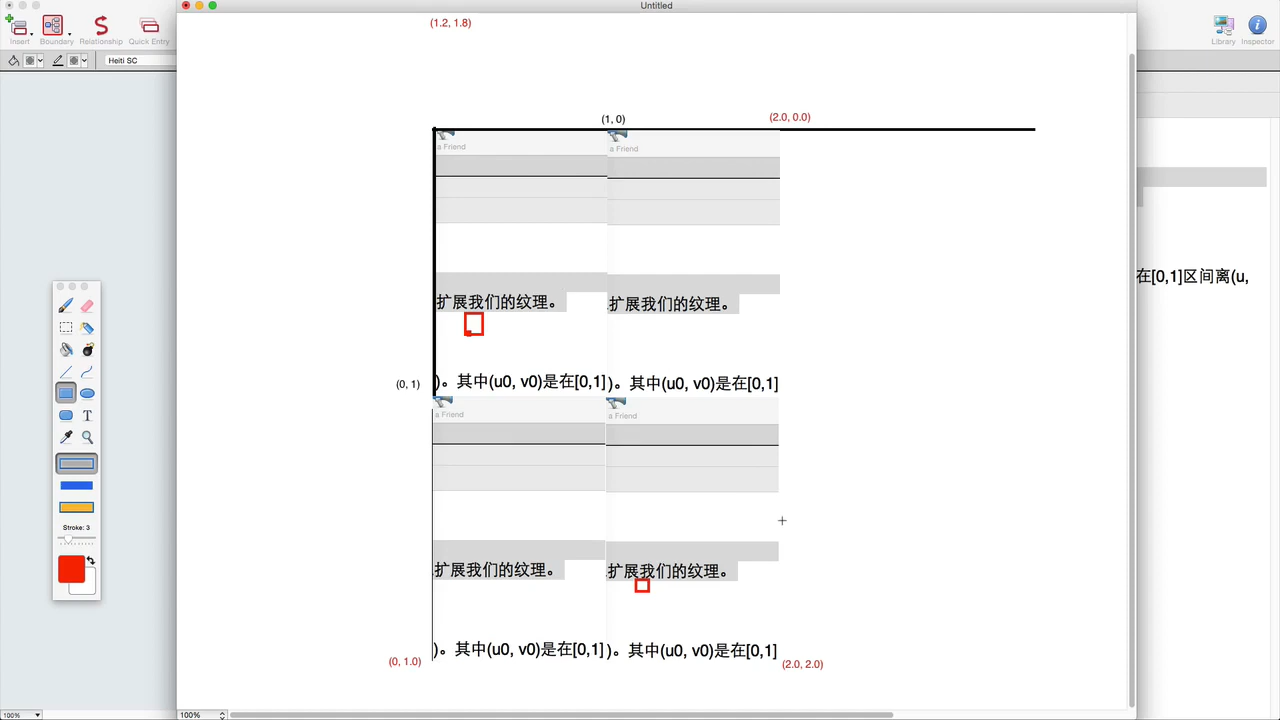 Untitled
(1.2, 1.8)
Insert
Boundary
Relationship
Quick Entry
Library
Inspector
Heiti SC
(1, 0)
(2.0, 0.0)
a Friend
a Friend
扩展我们的纹理。
扩展我们的纹理。
在[0,1]区间离(u,
(0, 1)
)。其中(u0, v0)是在[0,1]
)。其中(u0, v0)是在[0,1]
a Friend
a Friend
Stroke: 3
扩展我们的纹理。
扩展我们的纹理。
)。其中(u0, v0)是在[0,1]
)。其中(u0, v0)是在[0,1]
(0, 1.0)
(2.0, 2.0)
100%
100%